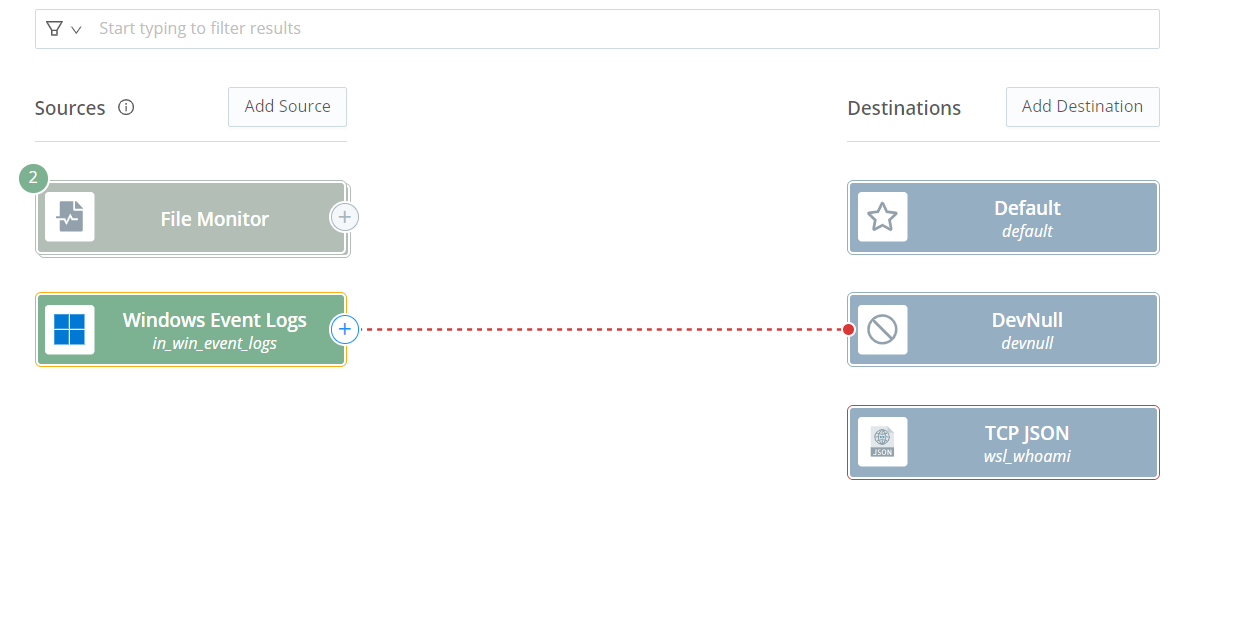 Start typing to filter results
Sources
Add Source
Destinations
Add Destination
2
File Monitor
Default
default
Windows Event Logs
in_win_event_logs
DevNull
devnull
TCP JSON
wsl_whoami
JSON